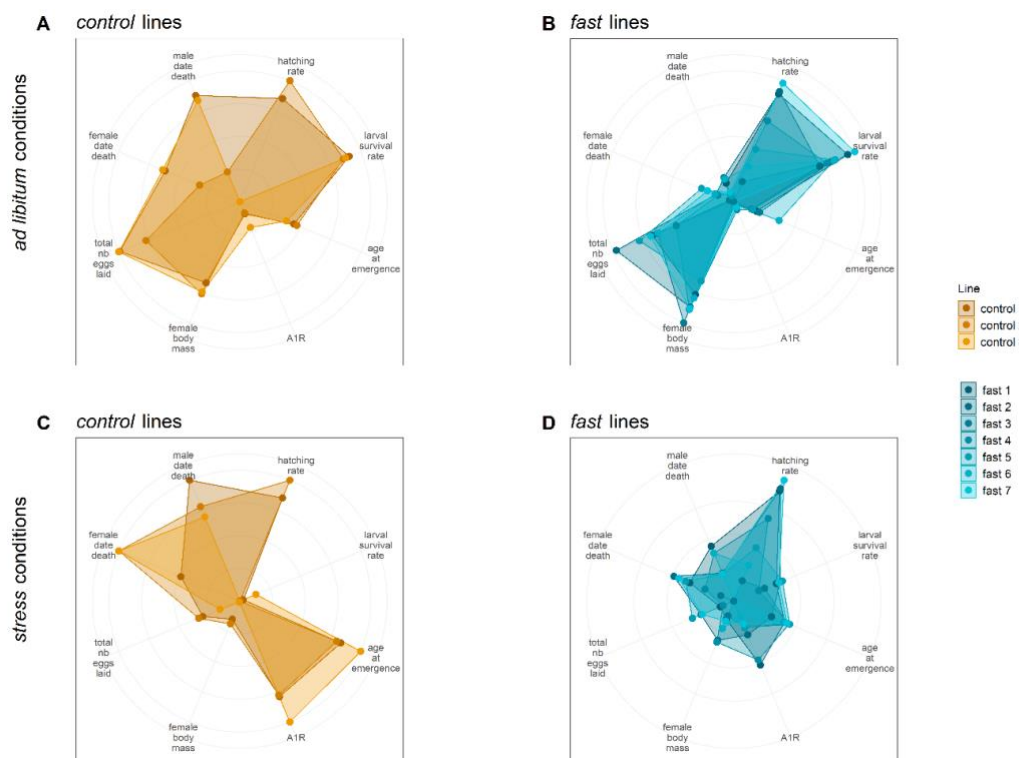 A control lines
B fast lines
ad libitum conditions
male
date
death
hatching
rate
larval
survival
rate
age
at
emergence
A1R
female
body
mass
total
nb
eggs
laid
female
date
death
male
date
death
hatching
rate
larval
survival
rate
age
at
emergence
A1R
female
body
mass
total
nb
eggs
laid
female
date
death
Line
control
control
control
fast 1
fast 2
fast 3
fast 4
fast 5
fast 6
fast 7
C control lines
D fast lines
stress conditions
male
date
death
hatching
rate
larval
survival
rate
age
at
emergence
A1R
female
body
mass
total
nb
eggs
laid
female
date
death
male
date
death
hatching
rate
larval
survival
rate
age
at
emergence
A1R
female
body
mass
total
nb
eggs
laid
female
date
death